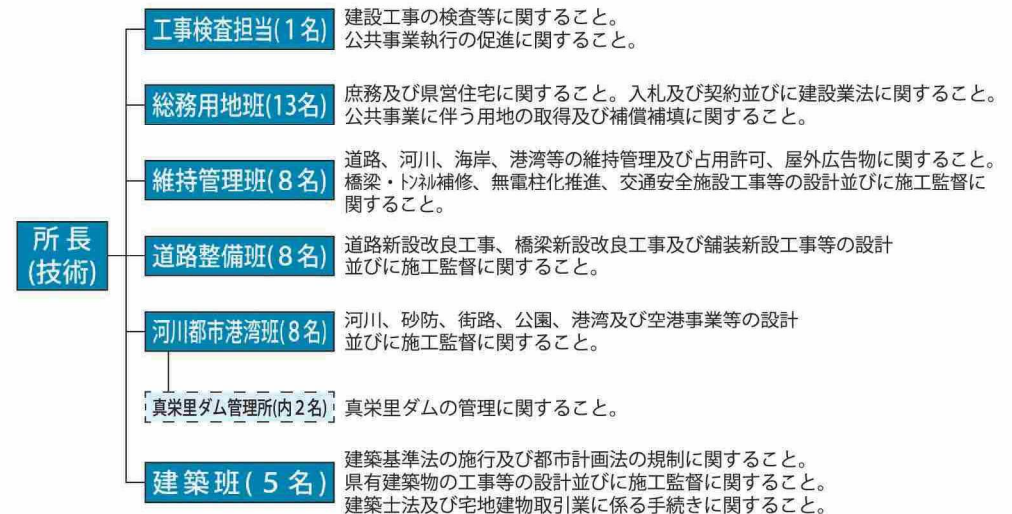 工事検査担当(1名)
建設工事の検査等に関すること。
公共事業執行の促進に関すること。
総務用地班(13名)
庶務及び県営住宅に関すること。入札及び契約並びに建設業法に関すること。
公共事業に伴う用地の取得及び補償補填に関すること。
維持管理班(8名)
道路、河川、海岸、港湾等の維持管理及び占用許可、屋外広告物に関すること。
橋梁・トンネル補修、無電柱化推進、交通安全施設工事等の設計並びに施工監督に
関すること。
所長
(技術)
道路整備班(8名)
道路新設改良工事、橋梁新設改良工事及び舗装新設工事等の設計
並びに施工監督に関すること。
河川都市港湾班(8名)
河川、砂防、街路、公園、港湾及び空港事業等の設計
並びに施工監督に関すること。
真栄里ダム管理所(内2名)
真栄里ダムの管理に関すること。
建築班(5名)
建築基準法の施行及び都市計画法の規制に関すること。
県有建築物の工事等の設計並びに施工監督に関すること。
建築士法及び宅地建物取引業に係る手続きに関すること。